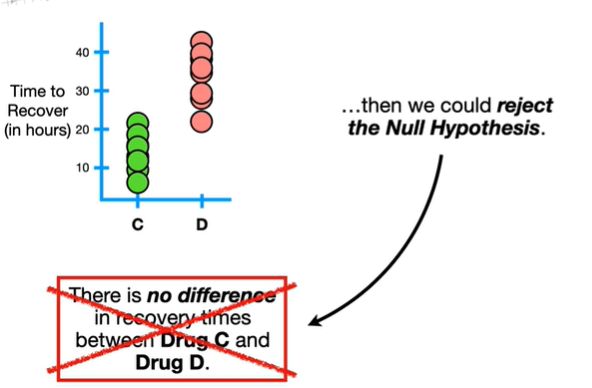 40
30
20
10
Time to
Recover
(in hours)
C
D
...then we could reject
the Null Hypothesis.
There is no difference
in recovery times
between Drug C and
Drug D.